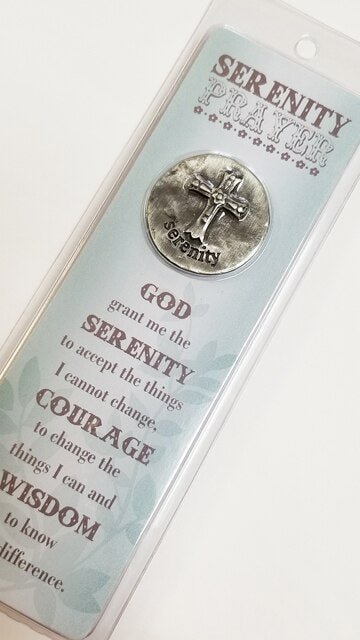 SERENITY
PRAYER
serenity
GOD
grant me the
SERENITY
to accept the things
I cannot change,
COURAGE
to change the
things I can and
WISDOM
to know
difference.